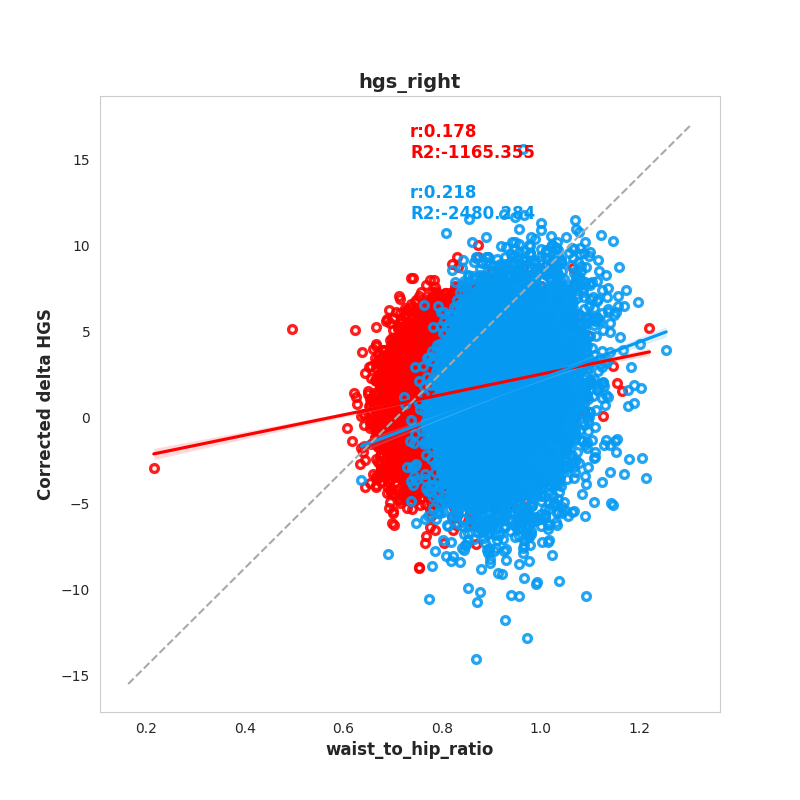 hgs_right
r:0.178
R2:-1165.355
r:0.218
R2:-2480.284
15
10
5
0
−5
−10
−15
Corrected delta HGS
0.2 0.4 0.6 0.8 1.0 1.2
waist_to_hip_ratio